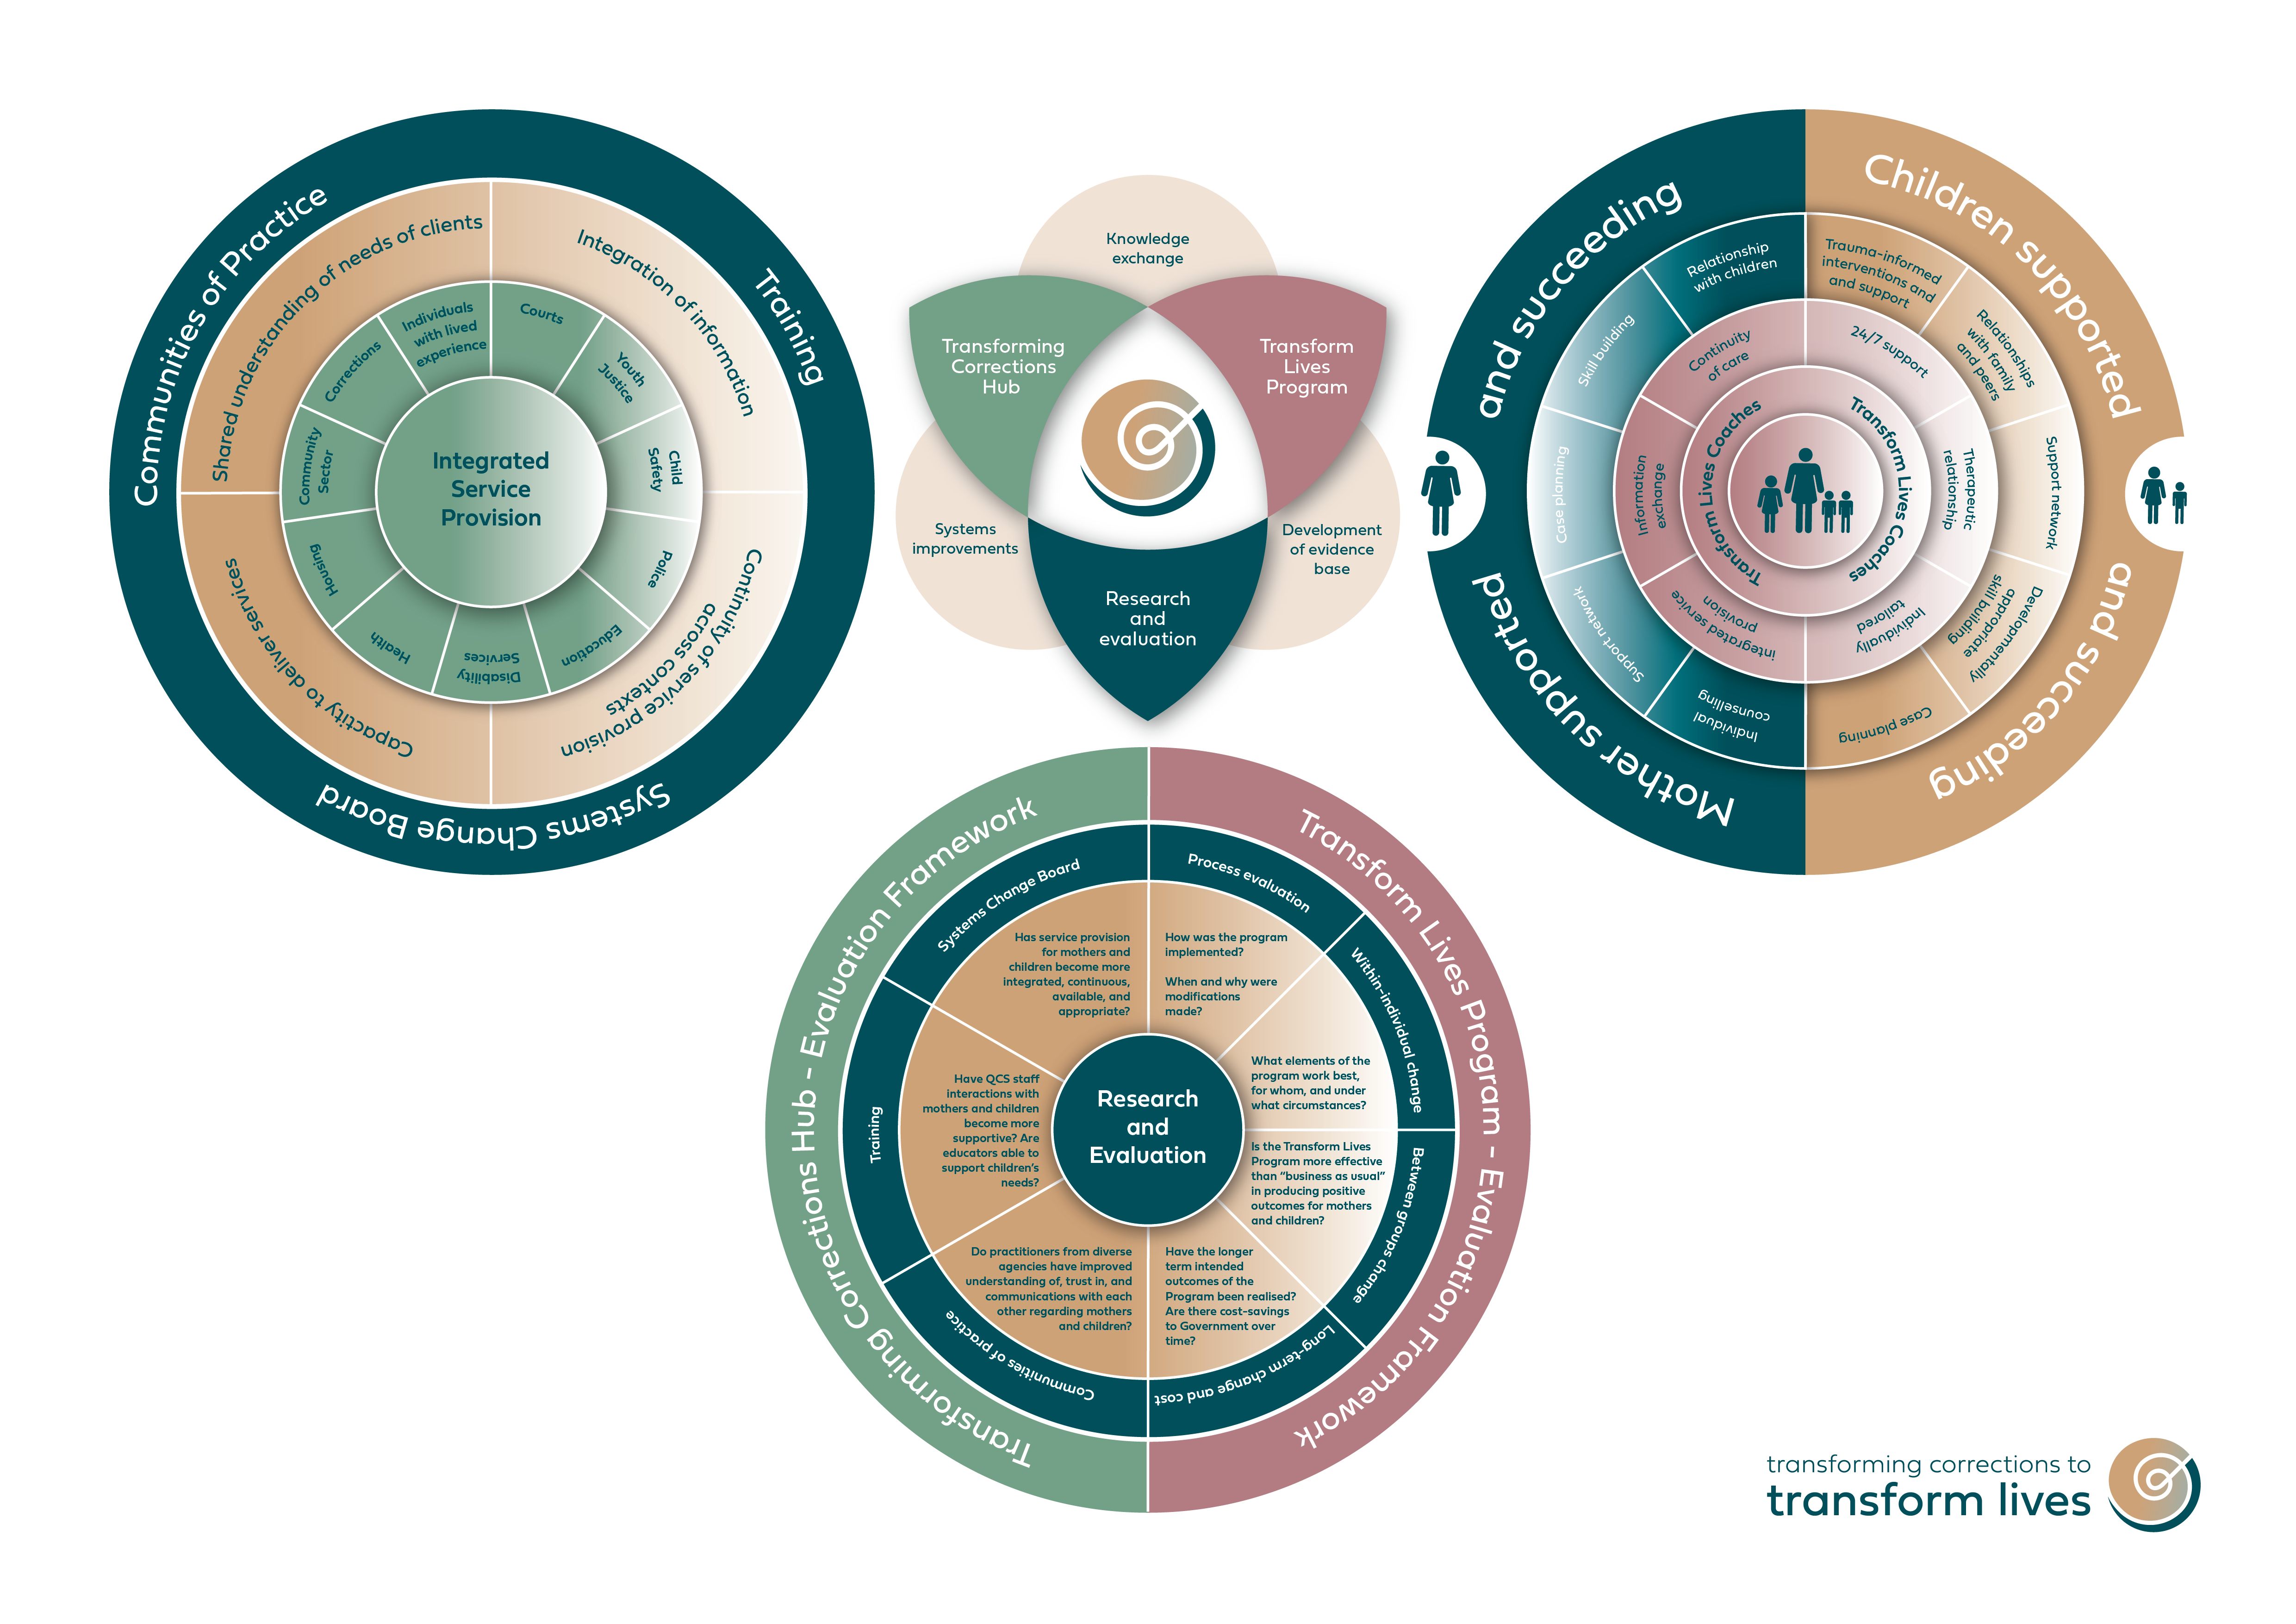 Communities of Practice
Training
Systems Change Board
Shared understanding of needs of clients
Integration of information
Continuity of service provision
across contexts
Capactity to deliver services
Individuals
with lived
experience
Courts
Youth
Justice
Child
Safety
Police
Education
Disability
Services
Health
Housing
Community
Sector
Corrections
Integrated
Service
Provision
Knowledge
exchange
Transforming
Corrections
Hub
Transform
Lives
Program
Systems
improvements
Development
of evidence
base
Research
and
evaluation
Mother supported
and succeeding
Children supported
and succeeding
Relationship
with children
Skill building
Case planning
Support network
Individual
counselling
Trauma-informed
interventions and
and support
Relationships
with family
and peers
Support network
Developmentally
appropriate
skill building
Case planning
Continuity
of care
24/7 support
Therapeutic
relationship
Individually
tailored
integrated service
provision
Information
exchange
Transform Lives Coaches
Transform Lives Coaches
Transforming Corrections Hub - Evaluation Framework
Transform Lives Program - Evaluation Framework
Systems Change Board
Process evaluation
Within-individual change
Between groups change
Long-term change and cost
Communities of practice
Training
Has service provision
for mothers and
children become more
integrated, continuous,
available, and
appropriate?
How was the program
implemented?
When and why were
modifications
made?
What elements of the
program work best,
for whom, and under
what circumstances?
Is the Transform Lives
Program more effective
than “business as usual”
in producing positive
outcomes for mothers
and children?
Have the longer
term intended
outcomes of the
Program been realised?
Are there cost-savings
to Government over
time?
Do practitioners from diverse
agencies have improved
understanding of, trust in, and
communications with each
other regarding mothers
and children?
Have QCS staff
interactions with
mothers and children
become more
supportive? Are
educators able to
support children’s
needs?
Research
and
Evaluation
transforming corrections to
transform lives